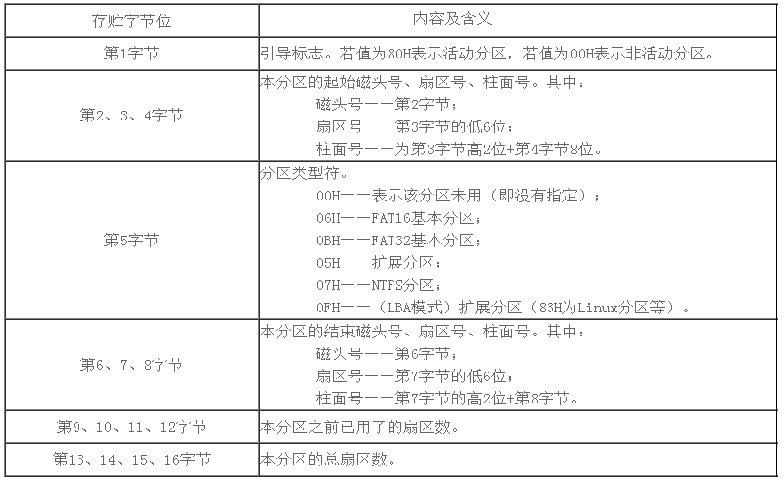 存贮字节位
内容及含义
第1字节
引导标志。若值为80H表示活动分区，若值为00H表示非活动分区。
第2、3、4字节
本分区的起始磁头号、扇区号、柱面号。其中：
磁头号——第2字节；
扇区号　　第3字节的低6位；
柱面号——为第3字节高2位+第4字节8位。
第5字节
分区类型符。
00H——表示该分区未用（即没有指定）；
06H——FAT16基本分区；
0BH——FAT32基本分区；
05H　　扩展分区；
07H——NTFS分区；
0FH——（LBA模式）扩展分区（83H为Linux分区等）。
第6、7、8字节
本分区的结束磁头号、扇区号、柱面号。其中：
磁头号——第6字节；
扇区号——第7字节的低6位；
柱面号——第7字节的高2位+第8字节。
第9、10、11、12字节
本分区之前已用了的扇区数。
第13、14、15、16字节
本分区的总扇区数。